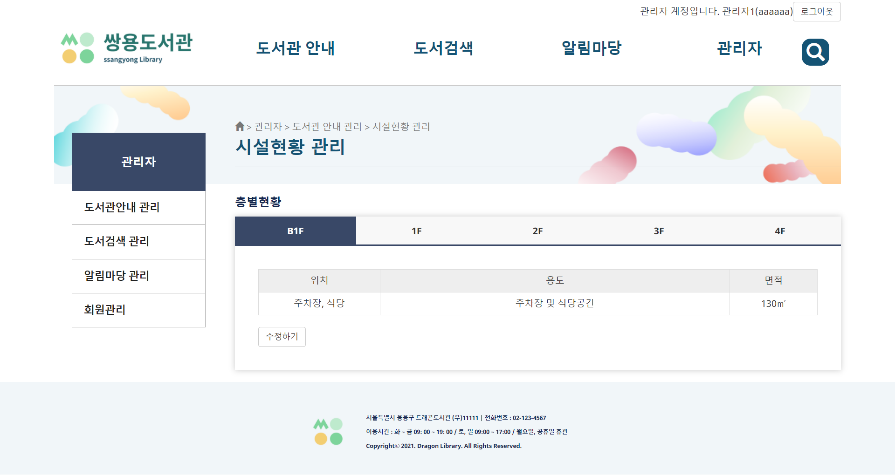 관리자 계정입니다. 관리자1(aaaaaa) 로그아웃
쌍용도서관
ssangyong Library
도서관 안내 도서검색 알림마당 관리자
> 관리자 > 도서관 안내 관리 > 시설현황 관리
시설현황 관리
관리자
도서관안내 관리
도서검색 관리
알림마당 관리
회원관리
층별현황
B1F 1F 2F 3F 4F
위치 용도 면적
주차장, 식당 주차장 및 식당공간 130㎡
수정하기
서울특별시 용용구 드래곤도서관 (우)11111 | 전화번호 : 02-123-4567
이용시간 : 화 ~ 금 09: 00 ~ 19: 00 / 토, 일 09:00 ~ 17:00 / 월요일, 공휴일 휴관
Copyrightⓒ 2021. Dragon Library. All Rights Reserved.